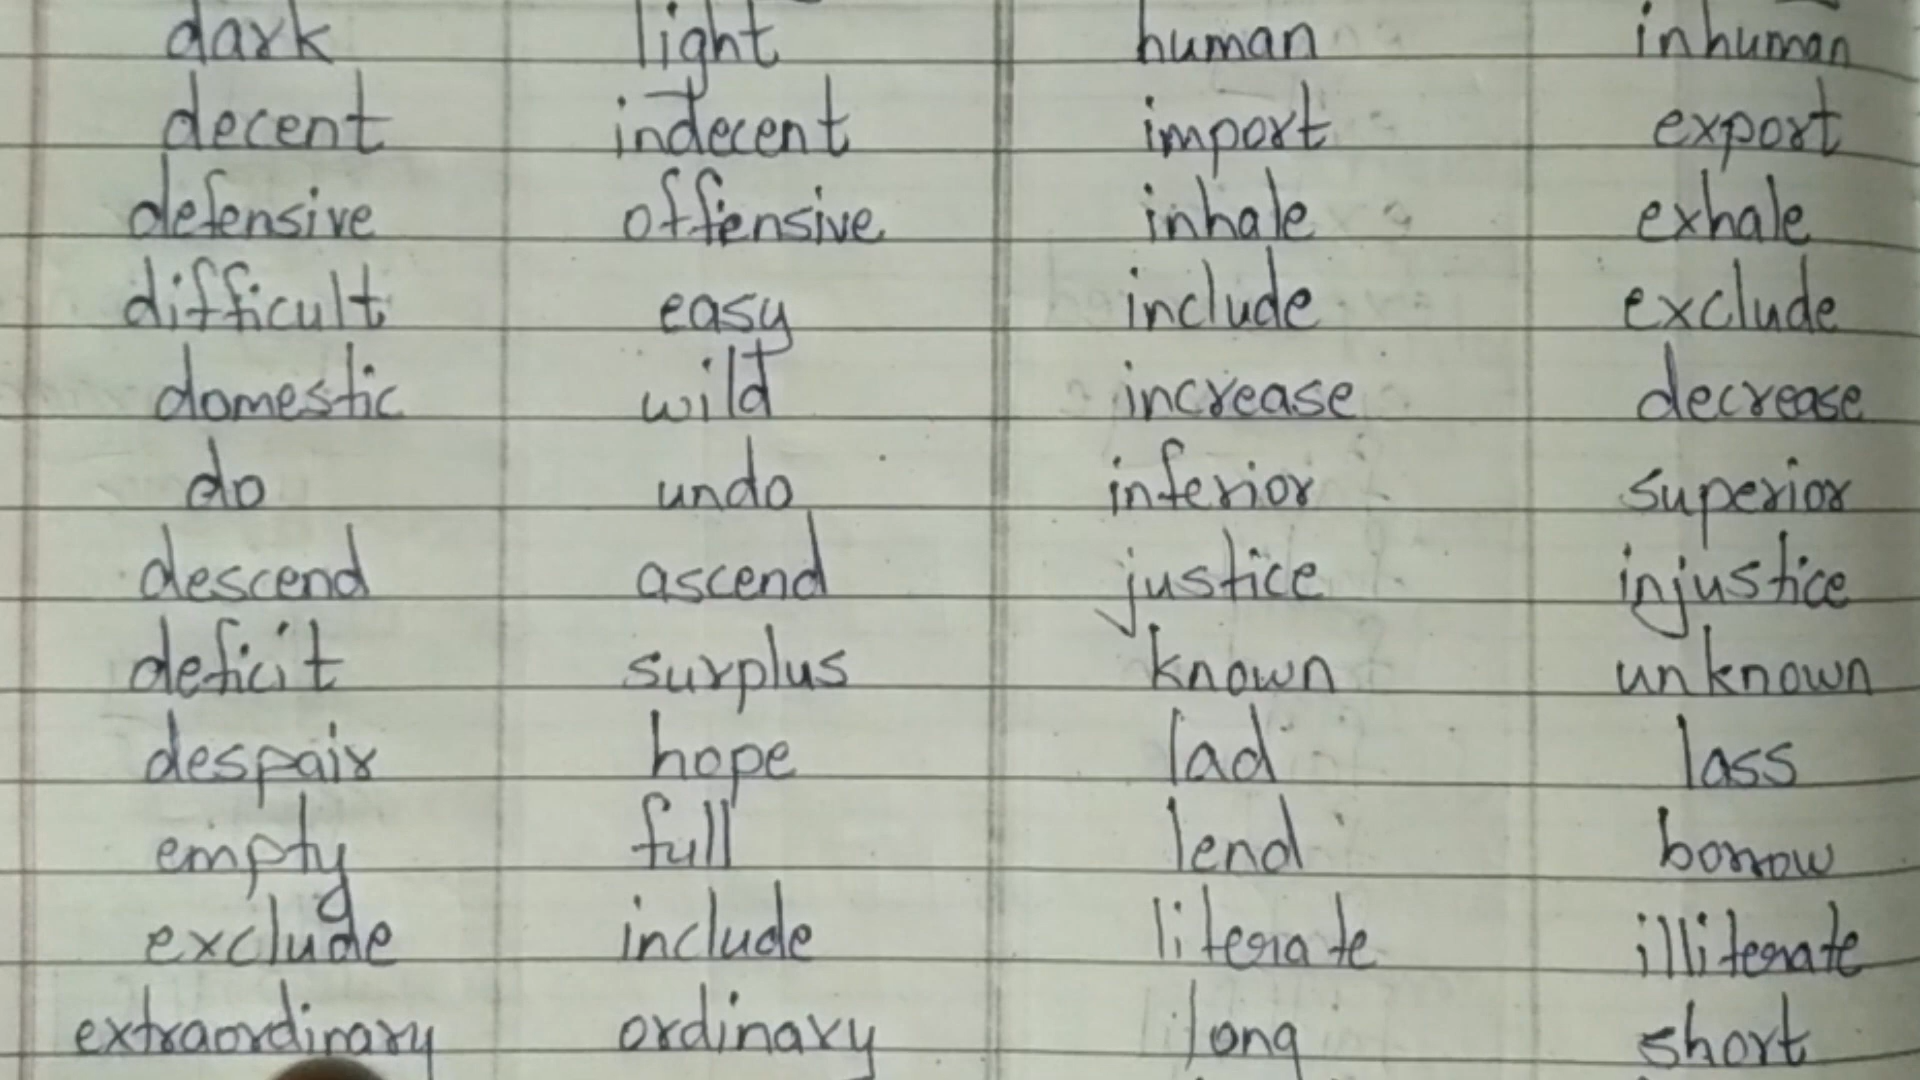 dark light human inhuman
decent indecent import export
defensive offensive inhale exhale
difficult easy include exclude
domestic wild increase decrease
do undo inferior superior
descend ascend justice injustice
deficit surplus known unknown
despair hope lad lass
empty full lend borrow
exclude include literate illiterate
extraordinary ordinary long short